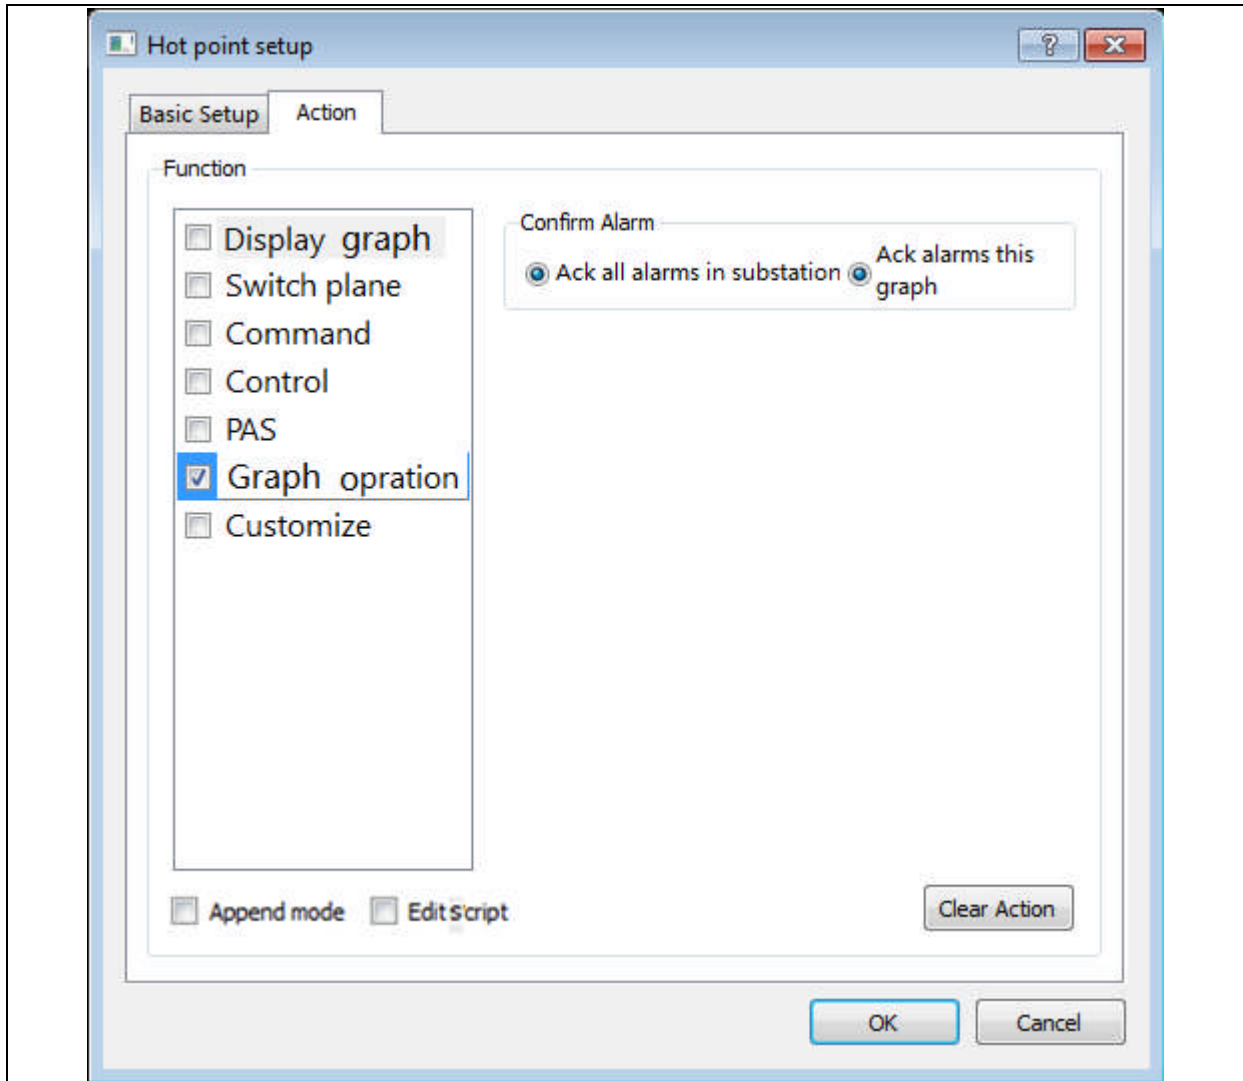 Hot point setup
Basic Setup
Action
Function
Display graph
Switch plane
Command
Control
PAS
Graph opration
Customize
Confirm Alarm
Ack all alarms in substation
Ack alarms this
graph
Append mode
Edit script
Clear Action
OK
Cancel